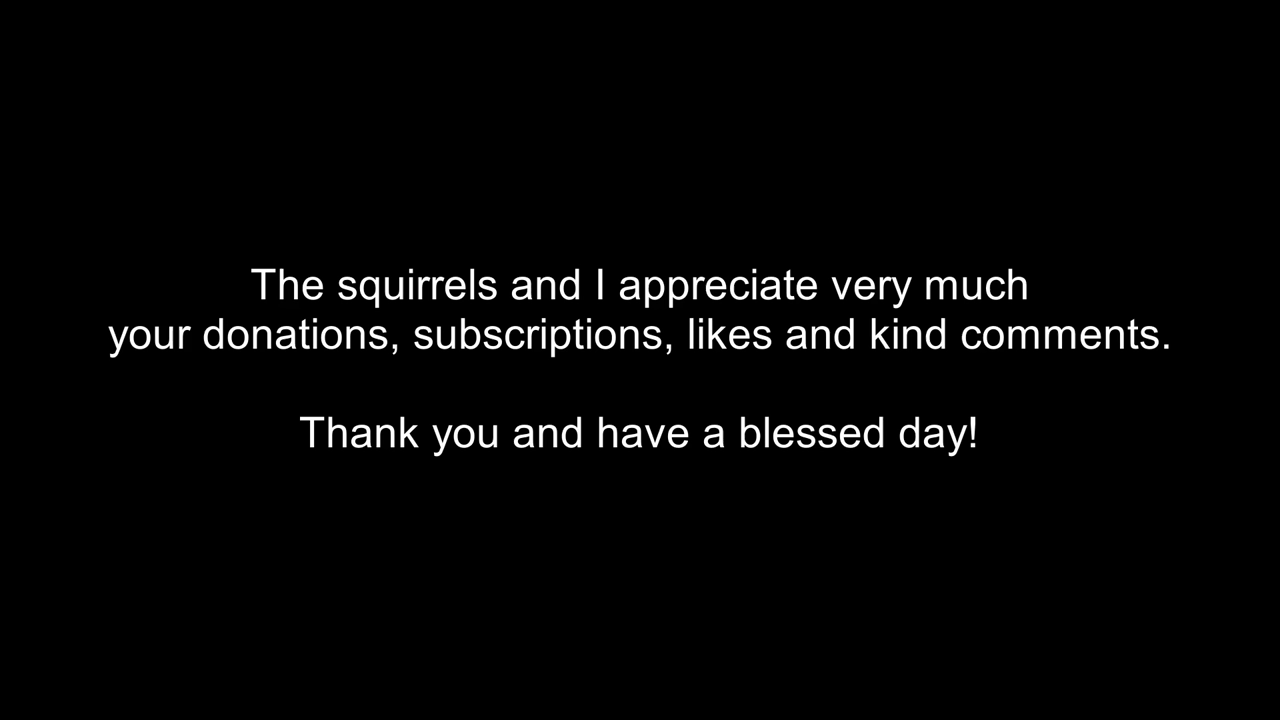 The squirrels and I appreciate very much
your donations, subscriptions, likes and kind comments.
Thank you and have a blessed day!